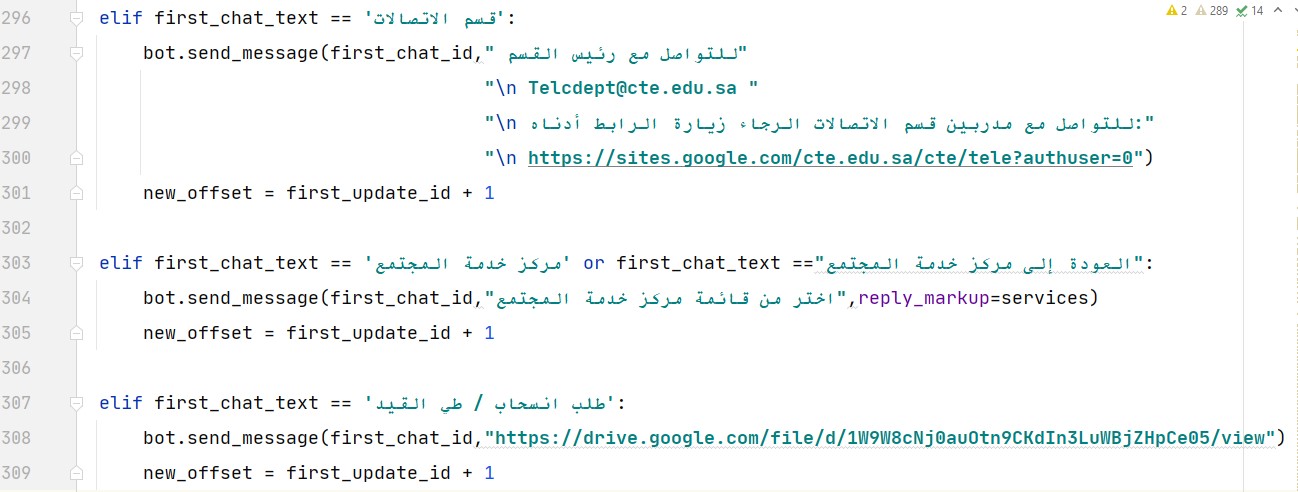 2 289 14
296 elif first_chat_text == 'قسم الاتصالات':
297 bot.send_message(first_chat_id," للتواصل مع رئيس القسم"
298 "\n Telcdept@cte.edu.sa "
299 "\n للتواصل مع مدربين قسم الاتصالات الرجاء زيارة الرابط أدناه:"
300 "\n https://sites.google.com/cte.edu.sa/cte/tele?authuser=0")
301 new_offset = first_update_id + 1
302
303 elif first_chat_text == 'مركز خدمة المجتمع' or first_chat_text =="العودة إلى مركز خدمة المجتمع":
304 bot.send_message(first_chat_id,"اختر من قائمة مركز خدمة المجتمع",reply_markup=services)
305 new_offset = first_update_id + 1
306
307 elif first_chat_text == 'طلب انسحاب / طي القيد':
308 bot.send_message(first_chat_id,"https://drive.google.com/file/d/1W9W8cNj0auOtn9CKdIn3LuWBjZHpCe05/view")
309 new_offset = first_update_id + 1